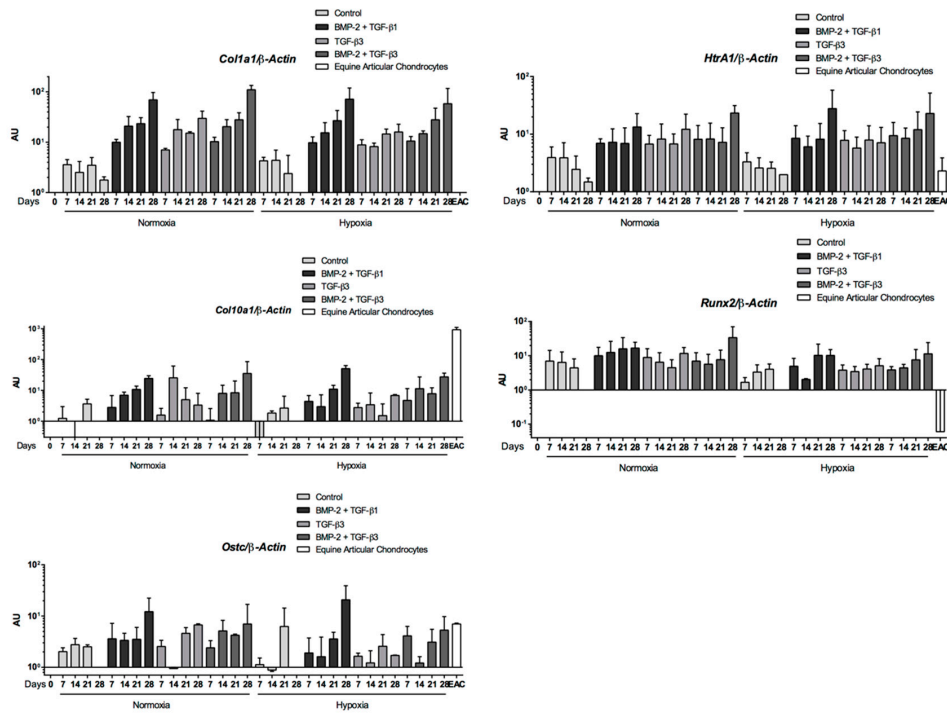 Control
BMP-2 + TGF-β1
TGF-β3
BMP-2 + TGF-β3
Equine Articular Chondrocytes
Col1a1/β-Actin
AU
10²
10¹
10⁰
Days 0 7 14 21 28 7 14 21 28 7 14 21 28 7 14 21 28 7 14 21 28 7 14 21 28 7 14 21 28 7 14 21 28 EAC
Normoxia Hypoxia
Control
BMP-2 + TGF-β1
TGF-β3
BMP-2 + TGF-β3
Equine Articular Chondrocytes
HtrA1/β-Actin
AU
10²
10¹
10⁰
Days 0 7 14 21 28 7 14 21 28 7 14 21 28 7 14 21 28 7 14 21 28 7 14 21 28 7 14 21 28 7 14 21 28 EAC
Normoxia Hypoxia
Control
BMP-2 + TGF-β1
TGF-β3
BMP-2 + TGF-β3
Equine Articular Chondrocytes
Col10a1/β-Actin
AU
10³
10²
10¹
10⁰
Days 0 7 14 21 28 7 14 21 28 7 14 21 28 7 14 21 28 7 14 21 28 7 14 21 28 7 14 21 28 7 14 21 28 EAC
Normoxia Hypoxia
Control
BMP-2 + TGF-β1
TGF-β3
BMP-2 + TGF-β3
Equine Articular Chondrocytes
Runx2/β-Actin
AU
10²
10¹
10⁰
10⁻¹
Days 0 7 14 21 28 7 14 21 28 7 14 21 28 7 14 21 28 7 14 21 28 7 14 21 28 7 14 21 28 7 14 21 28 EAC
Normoxia Hypoxia
Control
BMP-2 + TGF-β1
TGF-β3
BMP-2 + TGF-β3
Equine Articular Chondrocytes
Ostc/β-Actin
AU
10²
10¹
10⁰
Days 0 7 14 21 28 7 14 21 28 7 14 21 28 7 14 21 28 7 14 21 28 7 14 21 28 7 14 21 28 7 14 21 28 EAC
Normoxia Hypoxia